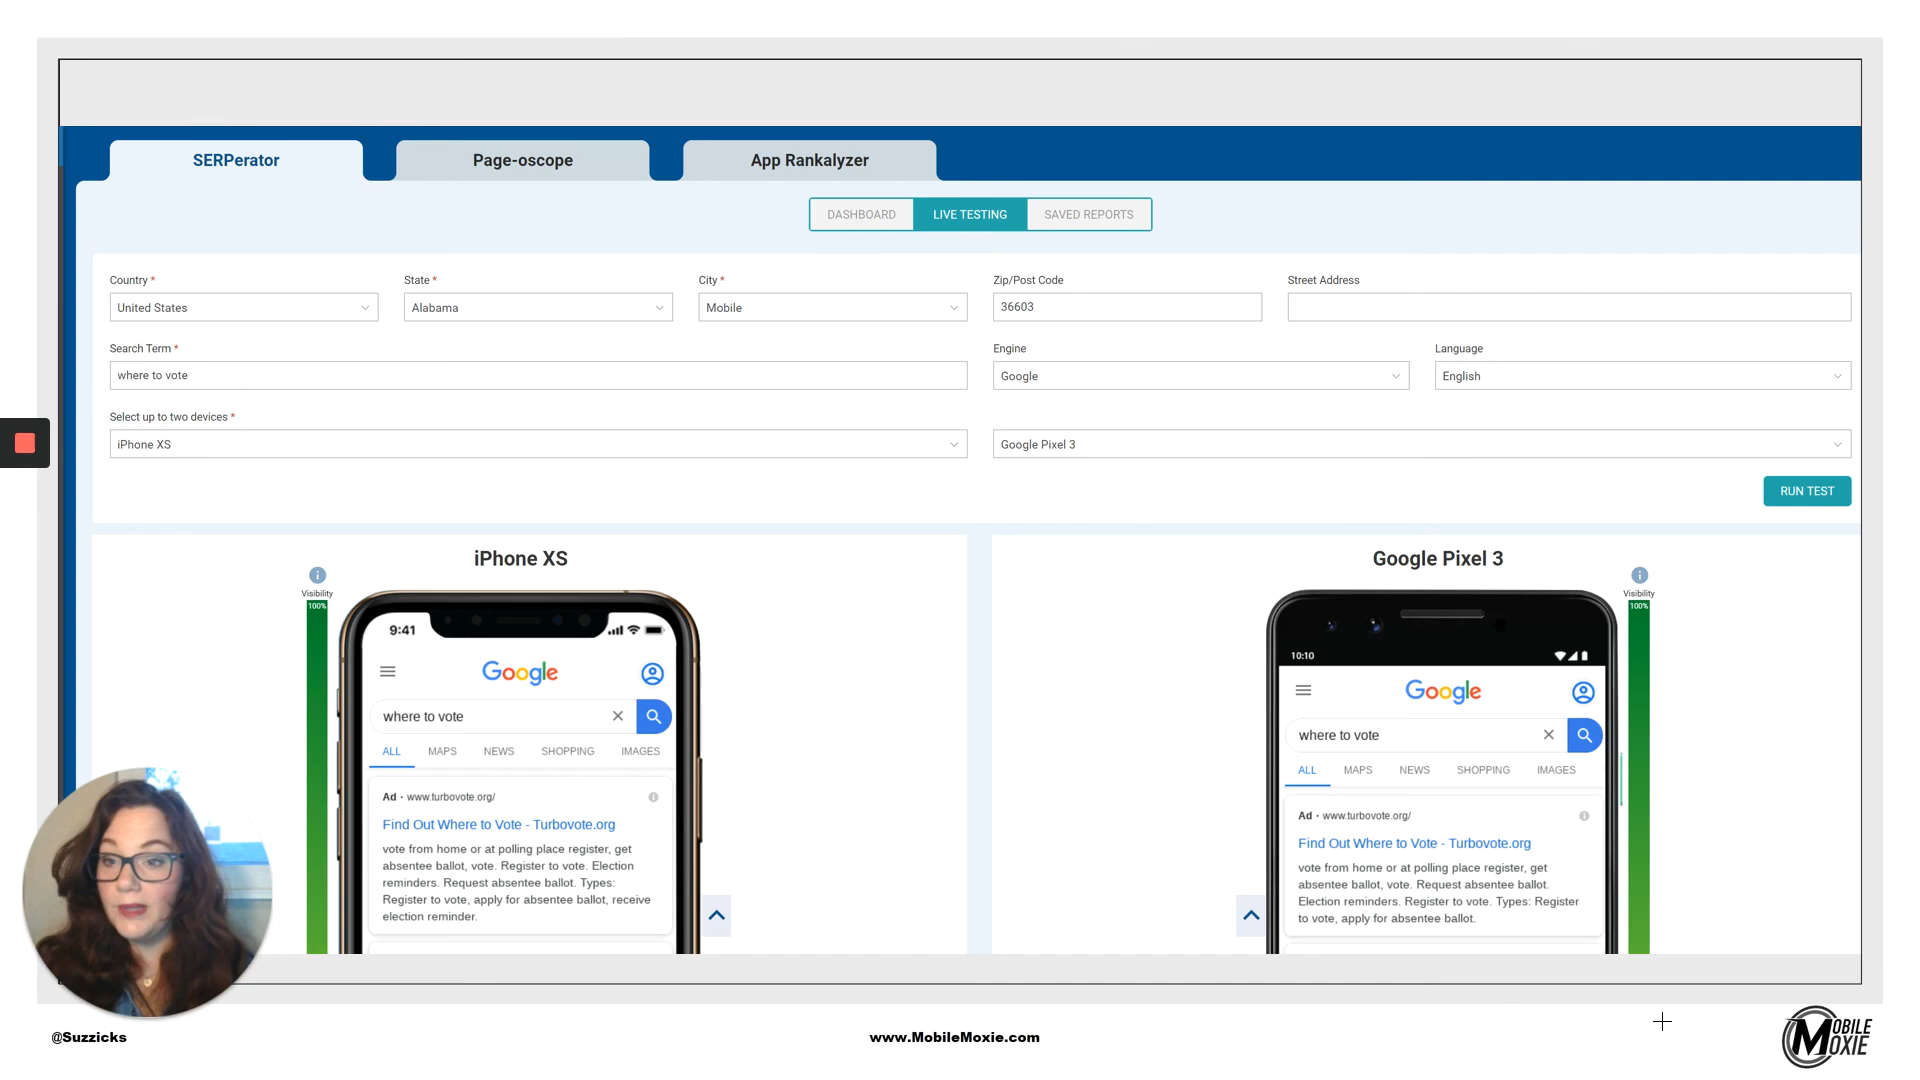 SERPerator
Page-oscope
App Rankalyzer
DASHBOARD
LIVE TESTING
SAVED REPORTS
Country *
State *
City *
Zip/Post Code
Street Address
United States
Alabama
Mobile
36603
Search Term *
Engine
Language
where to vote
Google
English
Select up to two devices *
iPhone XS
Google Pixel 3
RUN TEST
iPhone XS
Visibility
100%
9:41
Google
where to vote
ALL MAPS NEWS SHOPPING IMAGES
Ad · www.turbovote.org/
Find Out Where to Vote - Turbovote.org
vote from home or at polling place register, get
absentee ballot, vote. Register to vote. Election
reminders. Request absentee ballot. Types:
Register to vote, apply for absentee ballot, receive
election reminder.
Google Pixel 3
Visibility
100%
10:10
Google
where to vote
ALL MAPS NEWS SHOPPING IMAGES
Ad · www.turbovote.org/
Find Out Where to Vote - Turbovote.org
vote from home or at polling place register, get
absentee ballot, vote. Request absentee ballot.
Election reminders. Register to vote. Types: Register
to vote, apply for absentee ballot.
@Suzzicks
www.MobileMoxie.com
MOBILE
MOXIE